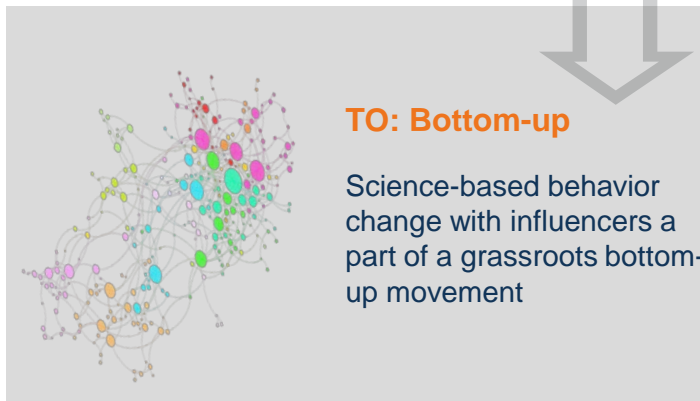 TO: Bottom-up
Science-based behavior
change with influencers a
part of a grassroots bottom-
up movement